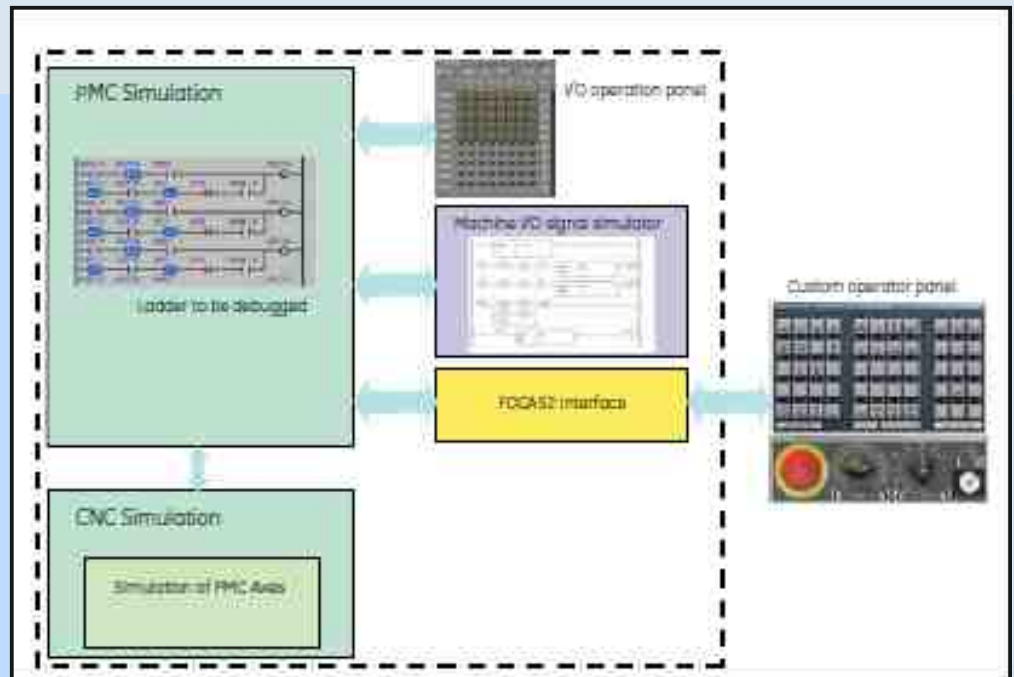 PMC Simulation
I/O operation panel
Machine I/O signal simulator
Ladder to be debugged
Custom operator panel
FOCAS2 interface
CNC Simulation
Simulation of PMC Axes